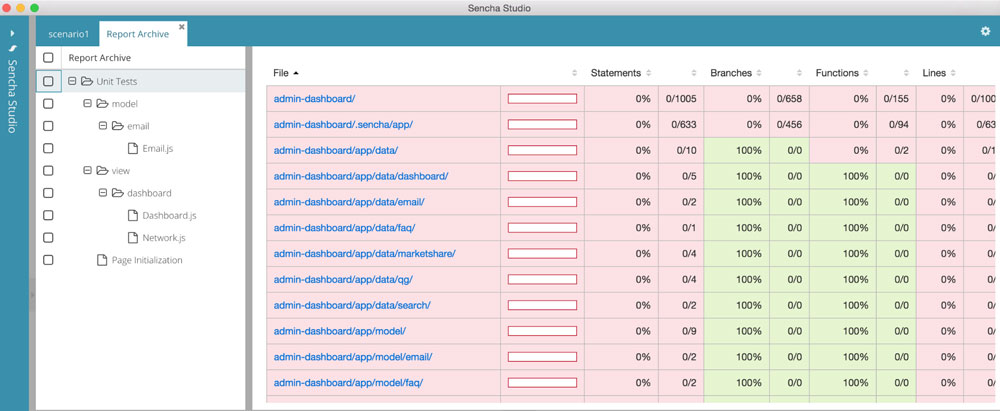 Sencha Studio
scenario1 Report Archive
Sencha Studio
Report Archive
Unit Tests
model
email
Email.js
view
dashboard
Dashboard.js
Network.js
Page Initialization
File Statements Branches Functions Lines
admin-dashboard/ 0% 0/1005 0% 0/658 0% 0/155 0%
admin-dashboard/.sencha/app/ 0% 0/633 0% 0/456 0% 0/94 0%
admin-dashboard/app/data/ 0% 0/10 100% 0/0 0% 0/2 0%
admin-dashboard/app/data/dashboard/ 0% 0/5 100% 0/0 100% 0/0 0% 0/
admin-dashboard/app/data/email/ 0% 0/2 100% 0/0 100% 0/0 0% 0/
admin-dashboard/app/data/faq/ 0% 0/1 100% 0/0 100% 0/0 0% 0/
admin-dashboard/app/data/marketshare/ 0% 0/4 100% 0/0 100% 0/0 0% 0/
admin-dashboard/app/data/qg/ 0% 0/4 100% 0/0 100% 0/0 0% 0/
admin-dashboard/app/data/search/ 0% 0/2 100% 0/0 100% 0/0 0% 0/
admin-dashboard/app/model/ 0% 0/9 100% 0/0 100% 0/0 0% 0/
admin-dashboard/app/model/email/ 0% 0/2 100% 0/0 100% 0/0 0% 0/
admin-dashboard/app/model/faq/ 0% 0/2 100% 0/0 100% 0/0 0% 0/